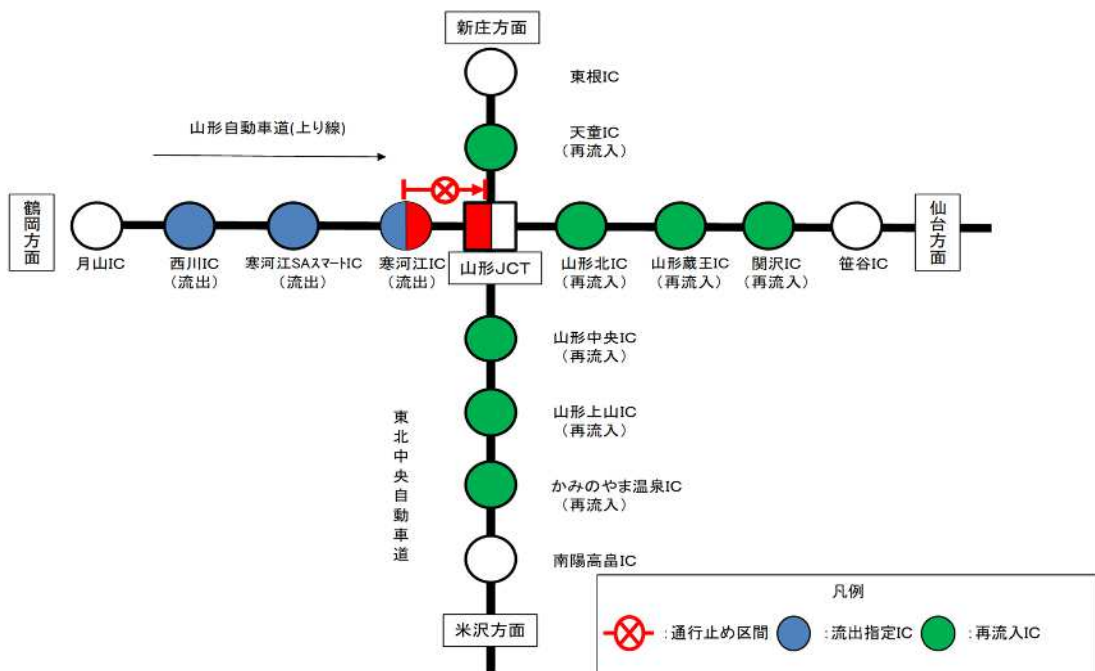 新庄方面
東根IC
山形自動車道(上り線)
天童IC
(再流入)
鶴岡方面
仙台方面
月山IC
西川IC
(流出)
寒河江SAスマートIC
(流出)
寒河江IC
(流出)
山形JCT
山形北IC
(再流入)
山形蔵王IC
(再流入)
関沢IC
(再流入)
笹谷IC
山形中央IC
(再流入)
山形上山IC
(再流入)
東北中央自動車道
かみのやま温泉IC
(再流入)
南陽高畠IC
米沢方面
凡例
:通行止め区間
:流出指定IC
:再流入IC